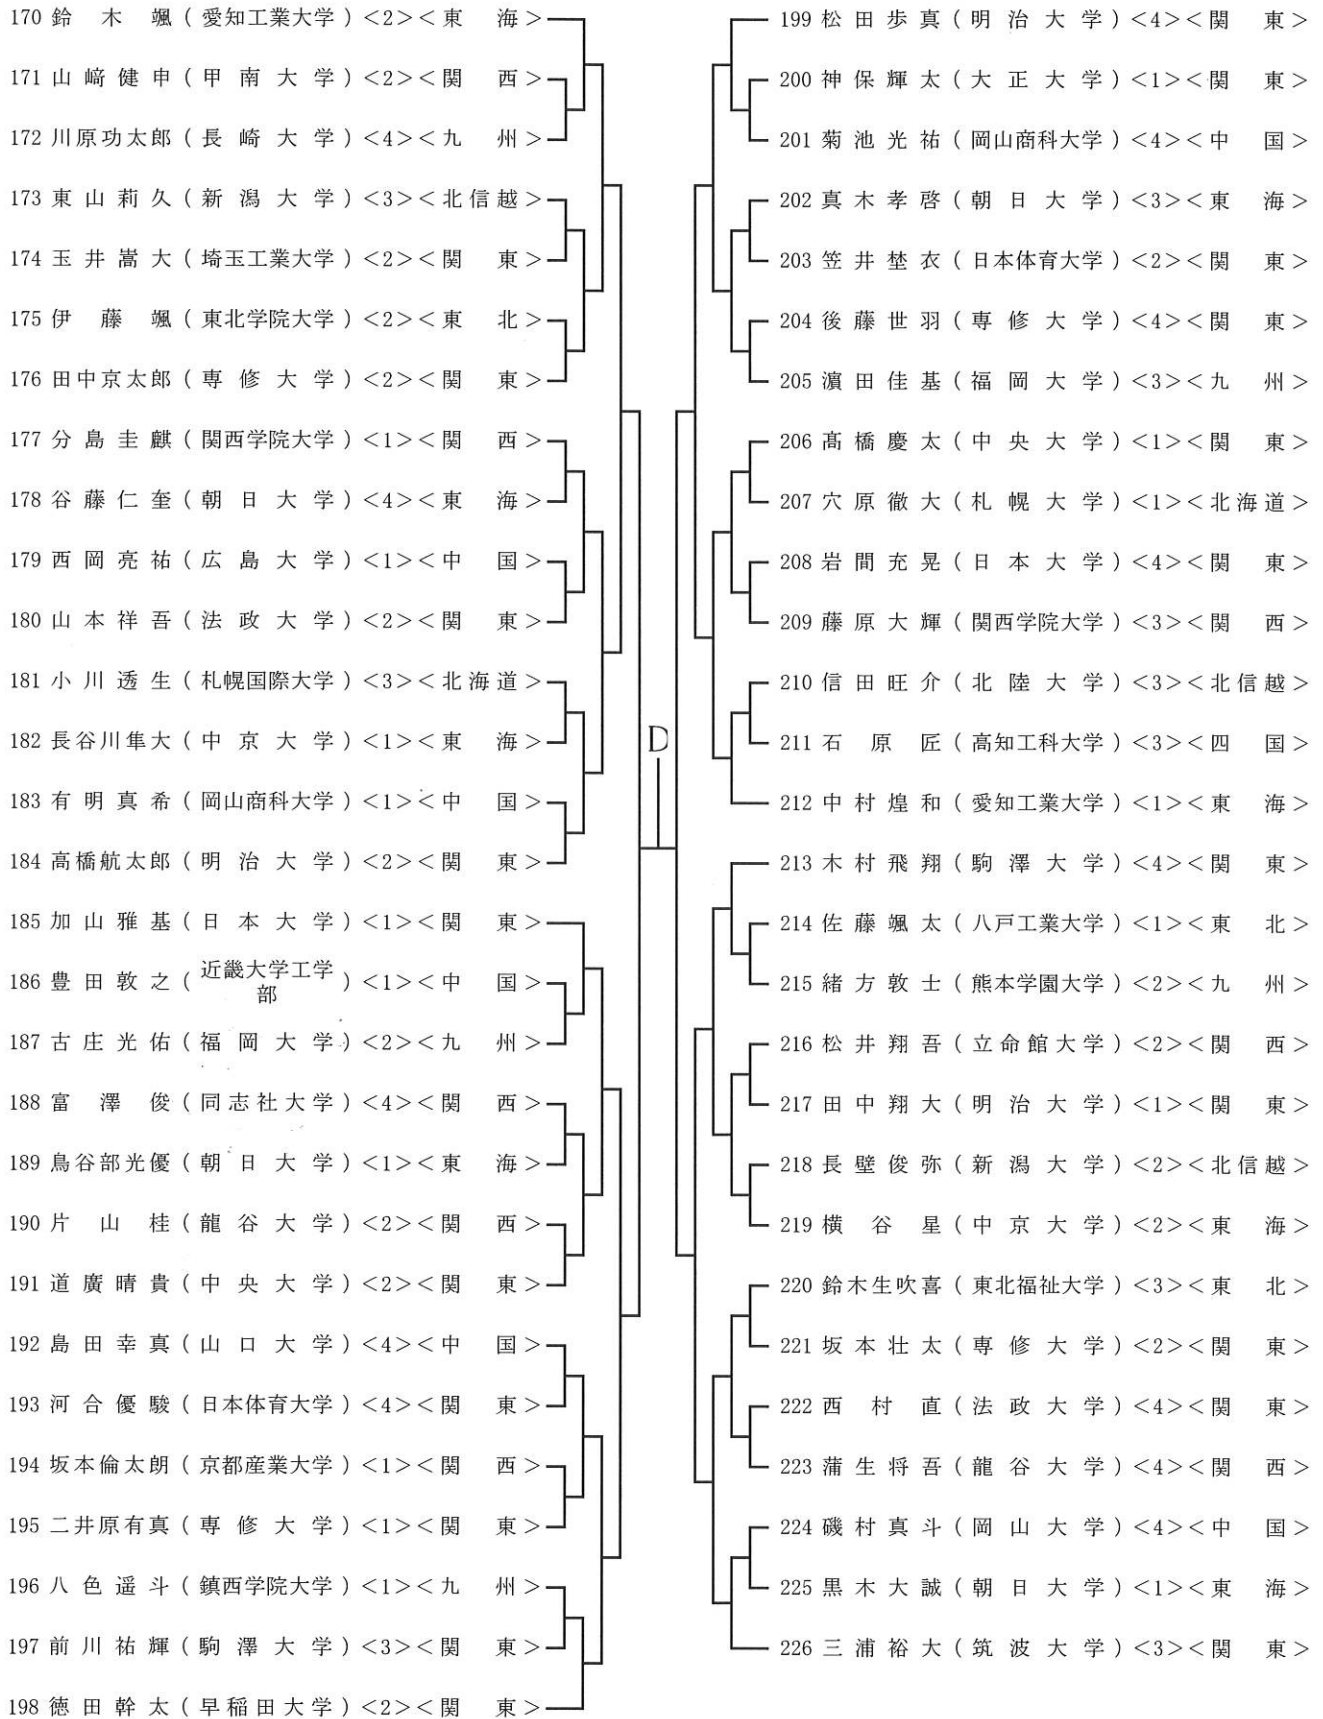 170 鈴木颯 (愛知工業大学) <2> <東海>
171 山﨑健申 (甲南大学) <2> <関西>
172 川原功太郎 (長崎大学) <4> <九州>
173 東山莉久 (新潟大学) <3> <北信越>
174 玉井嵩大 (埼玉工業大学) <2> <関東>
175 伊藤颯 (東北学院大学) <2> <東北>
176 田中京太郎 (専修大学) <2> <関東>
177 分島圭麒 (関西学院大学) <1> <関西>
178 谷藤仁奎 (朝日大学) <4> <東海>
179 西岡亮祐 (広島大学) <1> <中国>
180 山本祥吾 (法政大学) <2> <関東>
181 小川透生 (札幌国際大学) <3> <北海道>
182 長谷川隼大 (中京大学) <1> <東海>
183 有明真希 (岡山商科大学) <1> <中国>
184 高橋航太郎 (明治大学) <2> <関東>
185 加山雅基 (日本大学) <1> <関東>
186 豊田敦之 (近畿大学工学部) <1> <中国>
187 古庄光佑 (福岡大学) <2> <九州>
188 富澤俊 (同志社大学) <4> <関西>
189 鳥谷部光優 (朝日大学) <1> <東海>
190 片山桂 (龍谷大学) <2> <関西>
191 道廣晴貴 (中央大学) <2> <関東>
192 島田幸真 (山口大学) <4> <中国>
193 河合優駿 (日本体育大学) <4> <関東>
194 坂本倫太朗 (京都産業大学) <1> <関西>
195 二井原有真 (専修大学) <1> <関東>
196 八色遥斗 (鎮西学院大学) <1> <九州>
197 前川祐輝 (駒澤大学) <3> <関東>
198 徳田幹太 (早稲田大学) <2> <関東>
D
199 松田歩真 (明治大学) <4> <関東>
200 神保輝太 (大正大学) <1> <関東>
201 菊池光祐 (岡山商科大学) <4> <中国>
202 真木孝啓 (朝日大学) <3> <東海>
203 笠井埜衣 (日本体育大学) <2> <関東>
204 後藤世羽 (専修大学) <4> <関東>
205 濵田佳基 (福岡大学) <3> <九州>
206 髙橋慶太 (中央大学) <1> <関東>
207 穴原徹大 (札幌大学) <1> <北海道>
208 岩間充晃 (日本大学) <4> <関東>
209 藤原大輝 (関西学院大学) <3> <関西>
210 信田旺介 (北陸大学) <3> <北信越>
211 石原匠 (高知工科大学) <3> <四国>
212 中村煌和 (愛知工業大学) <1> <東海>
213 木村飛翔 (駒澤大学) <4> <関東>
214 佐藤颯太 (八戸工業大学) <1> <東北>
215 緒方敦士 (熊本学園大学) <2> <九州>
216 松井翔吾 (立命館大学) <2> <関西>
217 田中翔大 (明治大学) <1> <関東>
218 長壁俊弥 (新潟大学) <2> <北信越>
219 横谷星 (中京大学) <2> <東海>
220 鈴木生吹喜 (東北福祉大学) <3> <東北>
221 坂本壮太 (専修大学) <2> <関東>
222 西村直 (法政大学) <4> <関東>
223 蒲生将吾 (龍谷大学) <4> <関西>
224 磯村真斗 (岡山大学) <4> <中国>
225 黒木大誠 (朝日大学) <1> <東海>
226 三浦裕大 (筑波大学) <3> <関東>